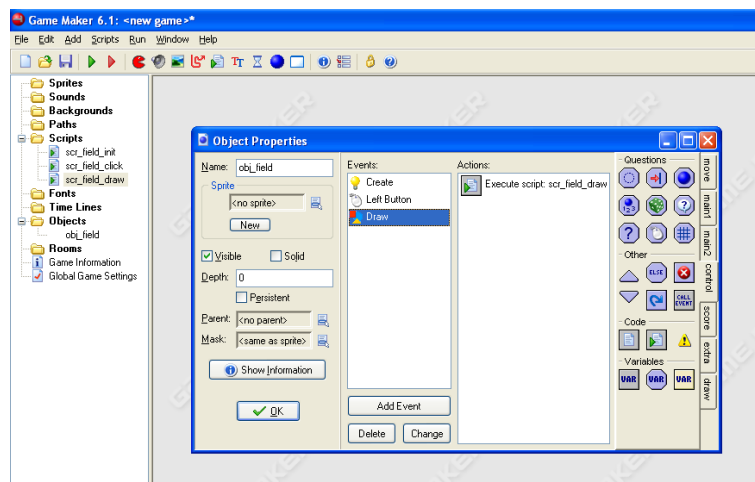 Game Maker 6.1: <new game>*
File Edit Add Scripts Run Window Help
Sprites
Sounds
Backgrounds
Paths
Scripts
scr_field_init
scr_field_click
scr_field_draw
Fonts
Time Lines
Objects
obj_field
Rooms
Game Information
Global Game Settings
Object Properties
Name: obj_field
Sprite
<no sprite>
New
Visible Solid
Depth: 0
Persistent
Parent: <no parent>
Mask: <same as sprite>
Show Information
OK
Events:
Create
Left Button
Draw
Add Event
Delete Change
Actions:
Execute script: scr_field_draw
Questions
Other
ELSE
CALL EVENT
Code
Variables
VAR VAR VAR
move
main1
main2
control
score
extra
draw